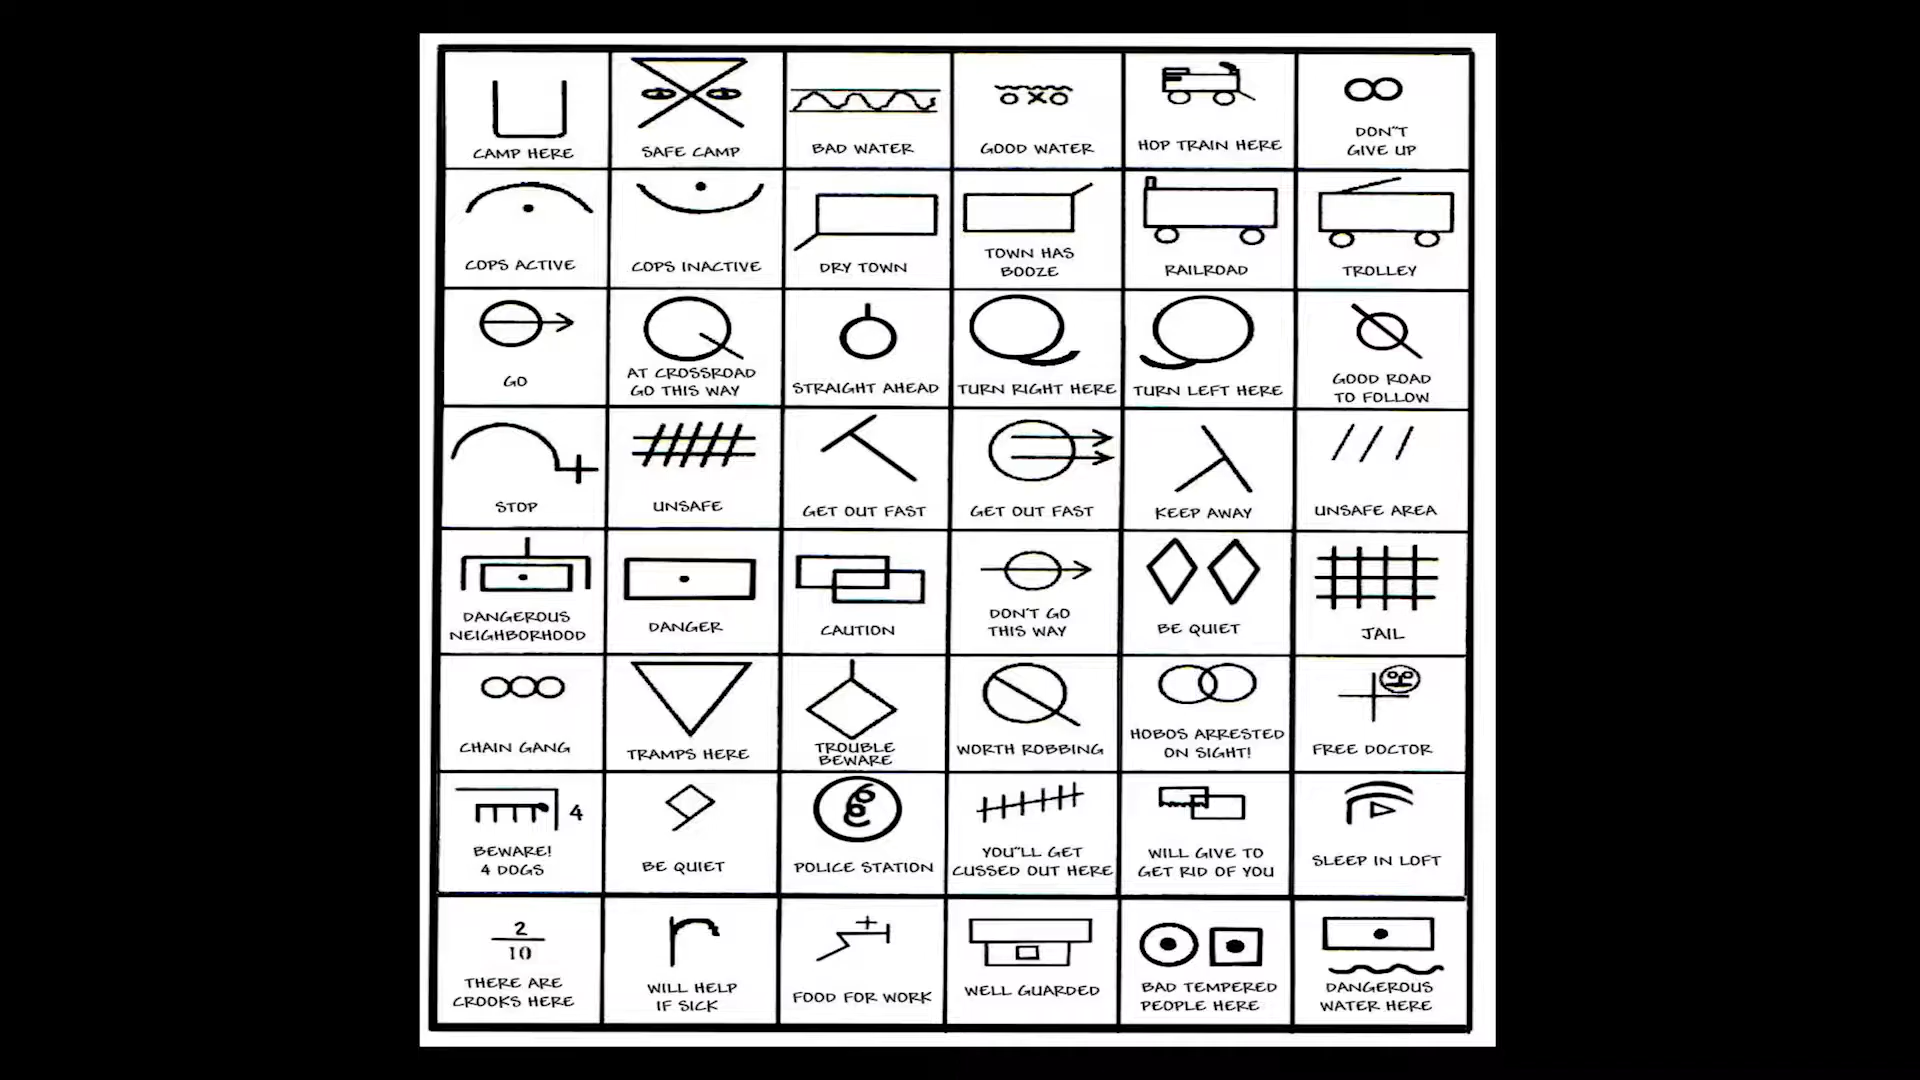 CAMP HERE
SAFE CAMP
BAD WATER
GOOD WATER
HOP TRAIN HERE
DON"T
GIVE UP
COPS ACTIVE
COPS INACTIVE
DRY TOWN
TOWN HAS
BOOZE
RAILROAD
TROLLEY
GO
AT CROSSROAD
GO THIS WAY
STRAIGHT AHEAD
TURN RIGHT HERE
TURN LEFT HERE
GOOD ROAD
TO FOLLOW
STOP
UNSAFE
GET OUT FAST
GET OUT FAST
KEEP AWAY
UNSAFE AREA
DANGEROUS
NEIGHBORHOOD
DANGER
CAUTION
DON'T GO
THIS WAY
BE QUIET
JAIL
CHAIN GANG
TRAMPS HERE
TROUBLE
BEWARE
WORTH ROBBING
HOBOS ARRESTED
ON SIGHT!
FREE DOCTOR
4
BEWARE!
4 DOGS
BE QUIET
POLICE STATION
YOU"LL GET
CUSSED OUT HERE
WILL GIVE TO
GET RID OF YOU
SLEEP IN LOFT
2
10
THERE ARE
CROOKS HERE
WILL HELP
IF SICK
FOOD FOR WORK
WELL GUARDED
BAD TEMPERED
PEOPLE HERE
DANGEROUS
WATER HERE